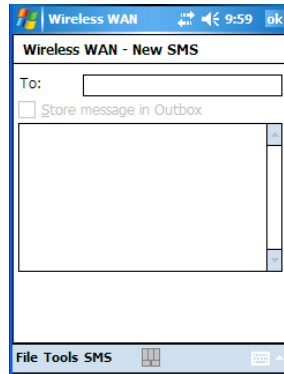 Wireless WAN 9:59 ok
Wireless WAN - New SMS
To:
Store message in Outbox
File Tools SMS